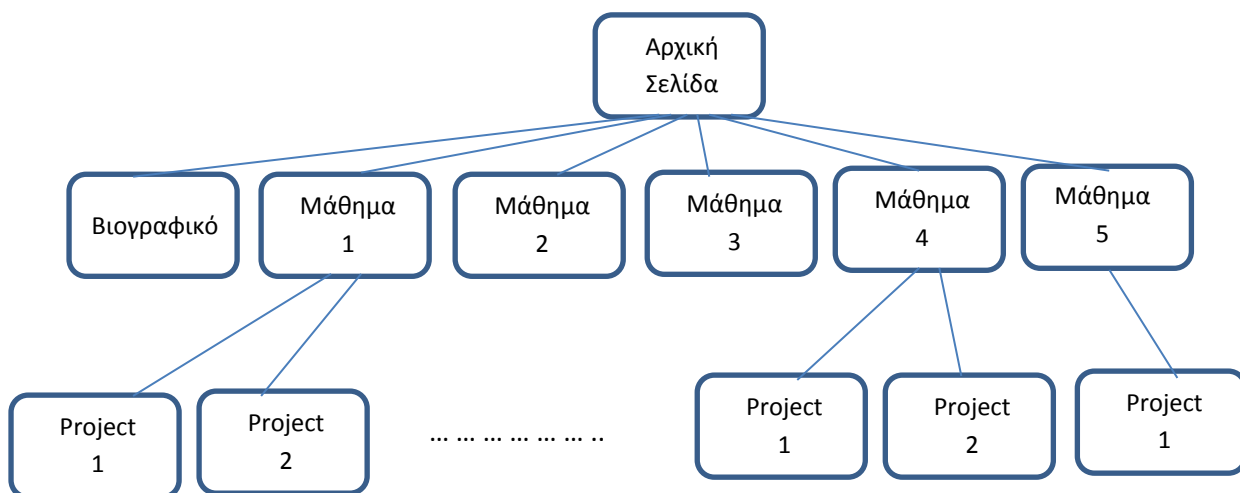 Αρχική
Σελίδα
Βιογραφικό
Μάθημα
1
Μάθημα
2
Μάθημα
3
Μάθημα
4
Μάθημα
5
Project
1
Project
2
... ... ... ... ... ... ..
Project
1
Project
2
Project
1